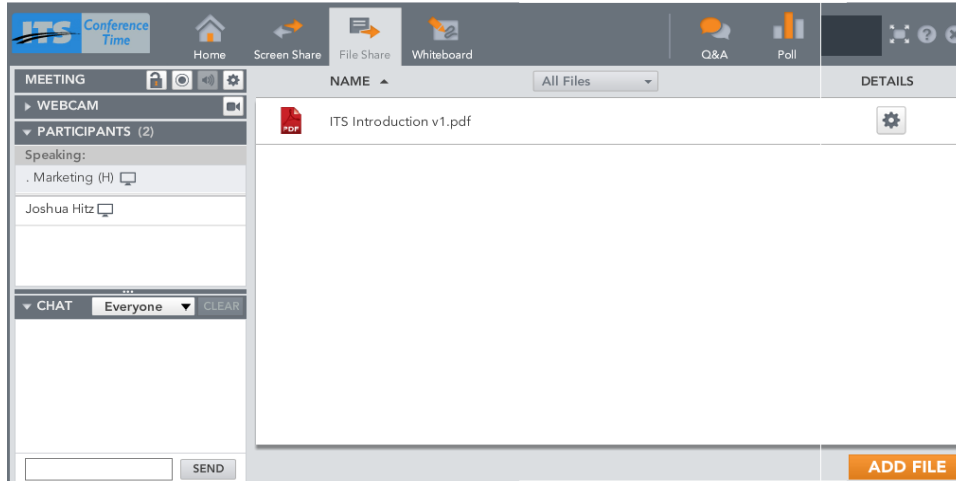 ITS Conference Time
Home
Screen Share
File Share
Whiteboard
Q&A
Poll
MEETING
WEBCAM
PARTICIPANTS (2)
Speaking:
. Marketing (H)
Joshua Hitz
CHAT Everyone CLEAR
SEND
NAME All Files DETAILS
PDF ITS Introduction v1.pdf
ADD FILE